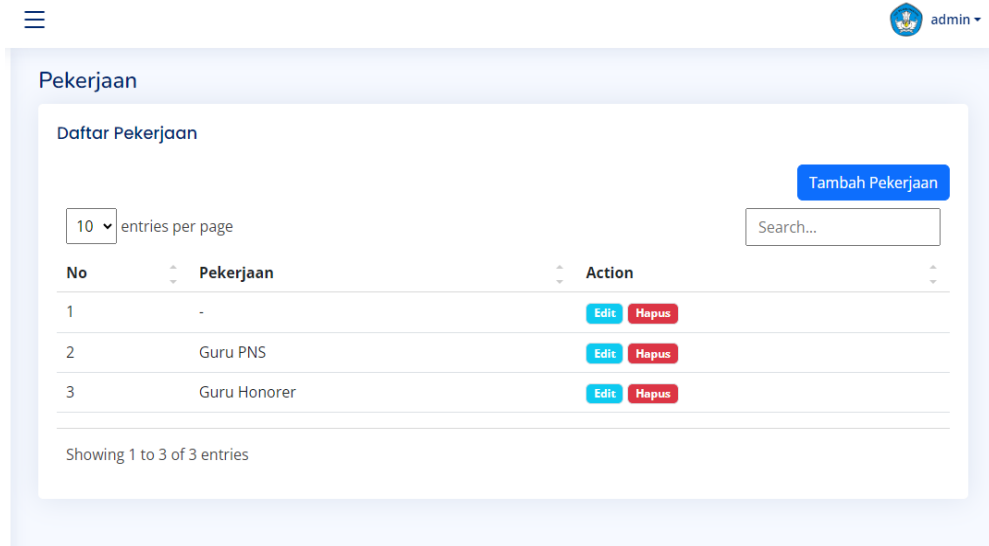 admin
Pekerjaan
Daftar Pekerjaan
Tambah Pekerjaan
10 entries per page
Search...
No Pekerjaan Action
1 - Edit Hapus
2 Guru PNS Edit Hapus
3 Guru Honorer Edit Hapus
Showing 1 to 3 of 3 entries